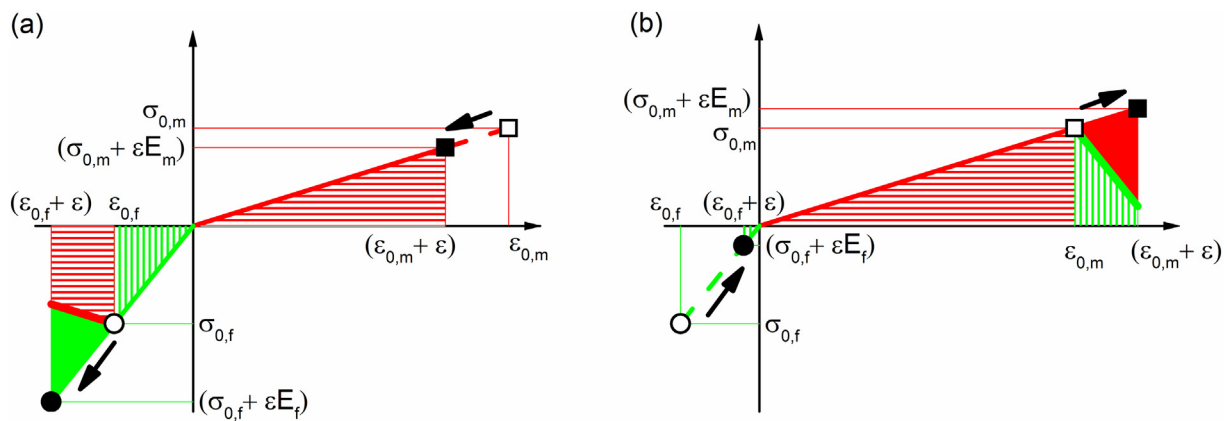 (a)
σ0,m
(σ0,m + εEm)
(ε0,f + ε) ε0,f
(ε0,m + ε) ε0,m
σ0,f
(σ0,f + εEf)
(b)
(σ0,m + εEm)
σ0,m
ε0,f (ε0,f + ε)
(σ0,f + εEf) ε0,m (ε0,m + ε)
σ0,f